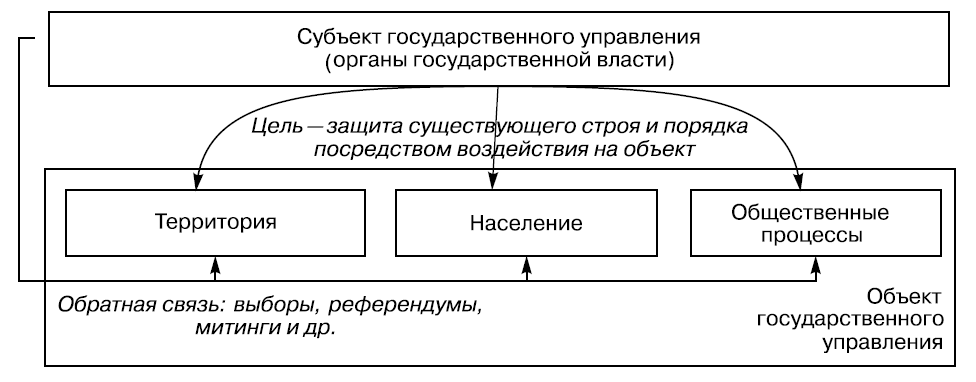 Субъект государственного управления
(органы государственной власти)
Цель — защита существующего строя и порядка
посредством воздействия на объект
Территория
Население
Общественные
процессы
Обратная связь: выборы, референдумы,
митинги и др.
Объект
государственного
управления